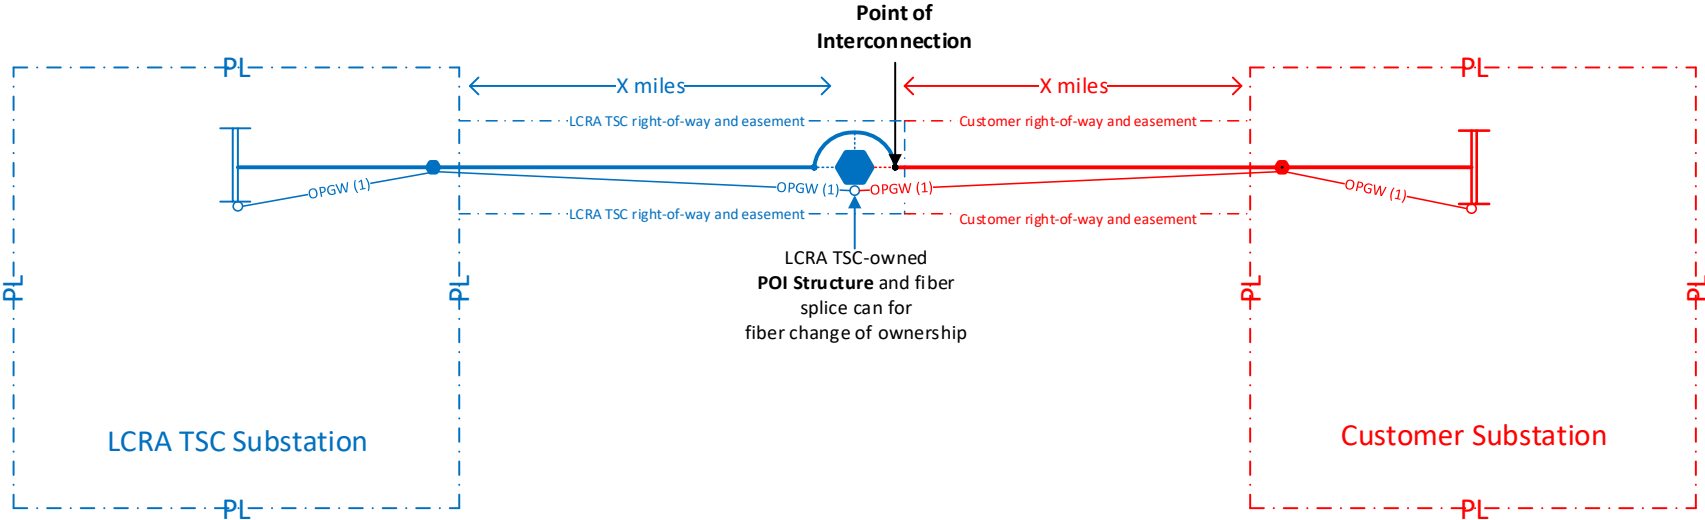 Point of
Interconnection
PL
PL
X miles
X miles
LCRA TSC right-of-way and easement
Customer right-of-way and easement
OPGW (1)
OPGW (1)
OPGW (1)
OPGW (1)
LCRA TSC right-of-way and easement
Customer right-of-way and easement
LCRA TSC-owned
POI Structure and fiber
splice can for
fiber change of ownership
PL
PL
PL
PL
LCRA TSC Substation
Customer Substation
PL
PL